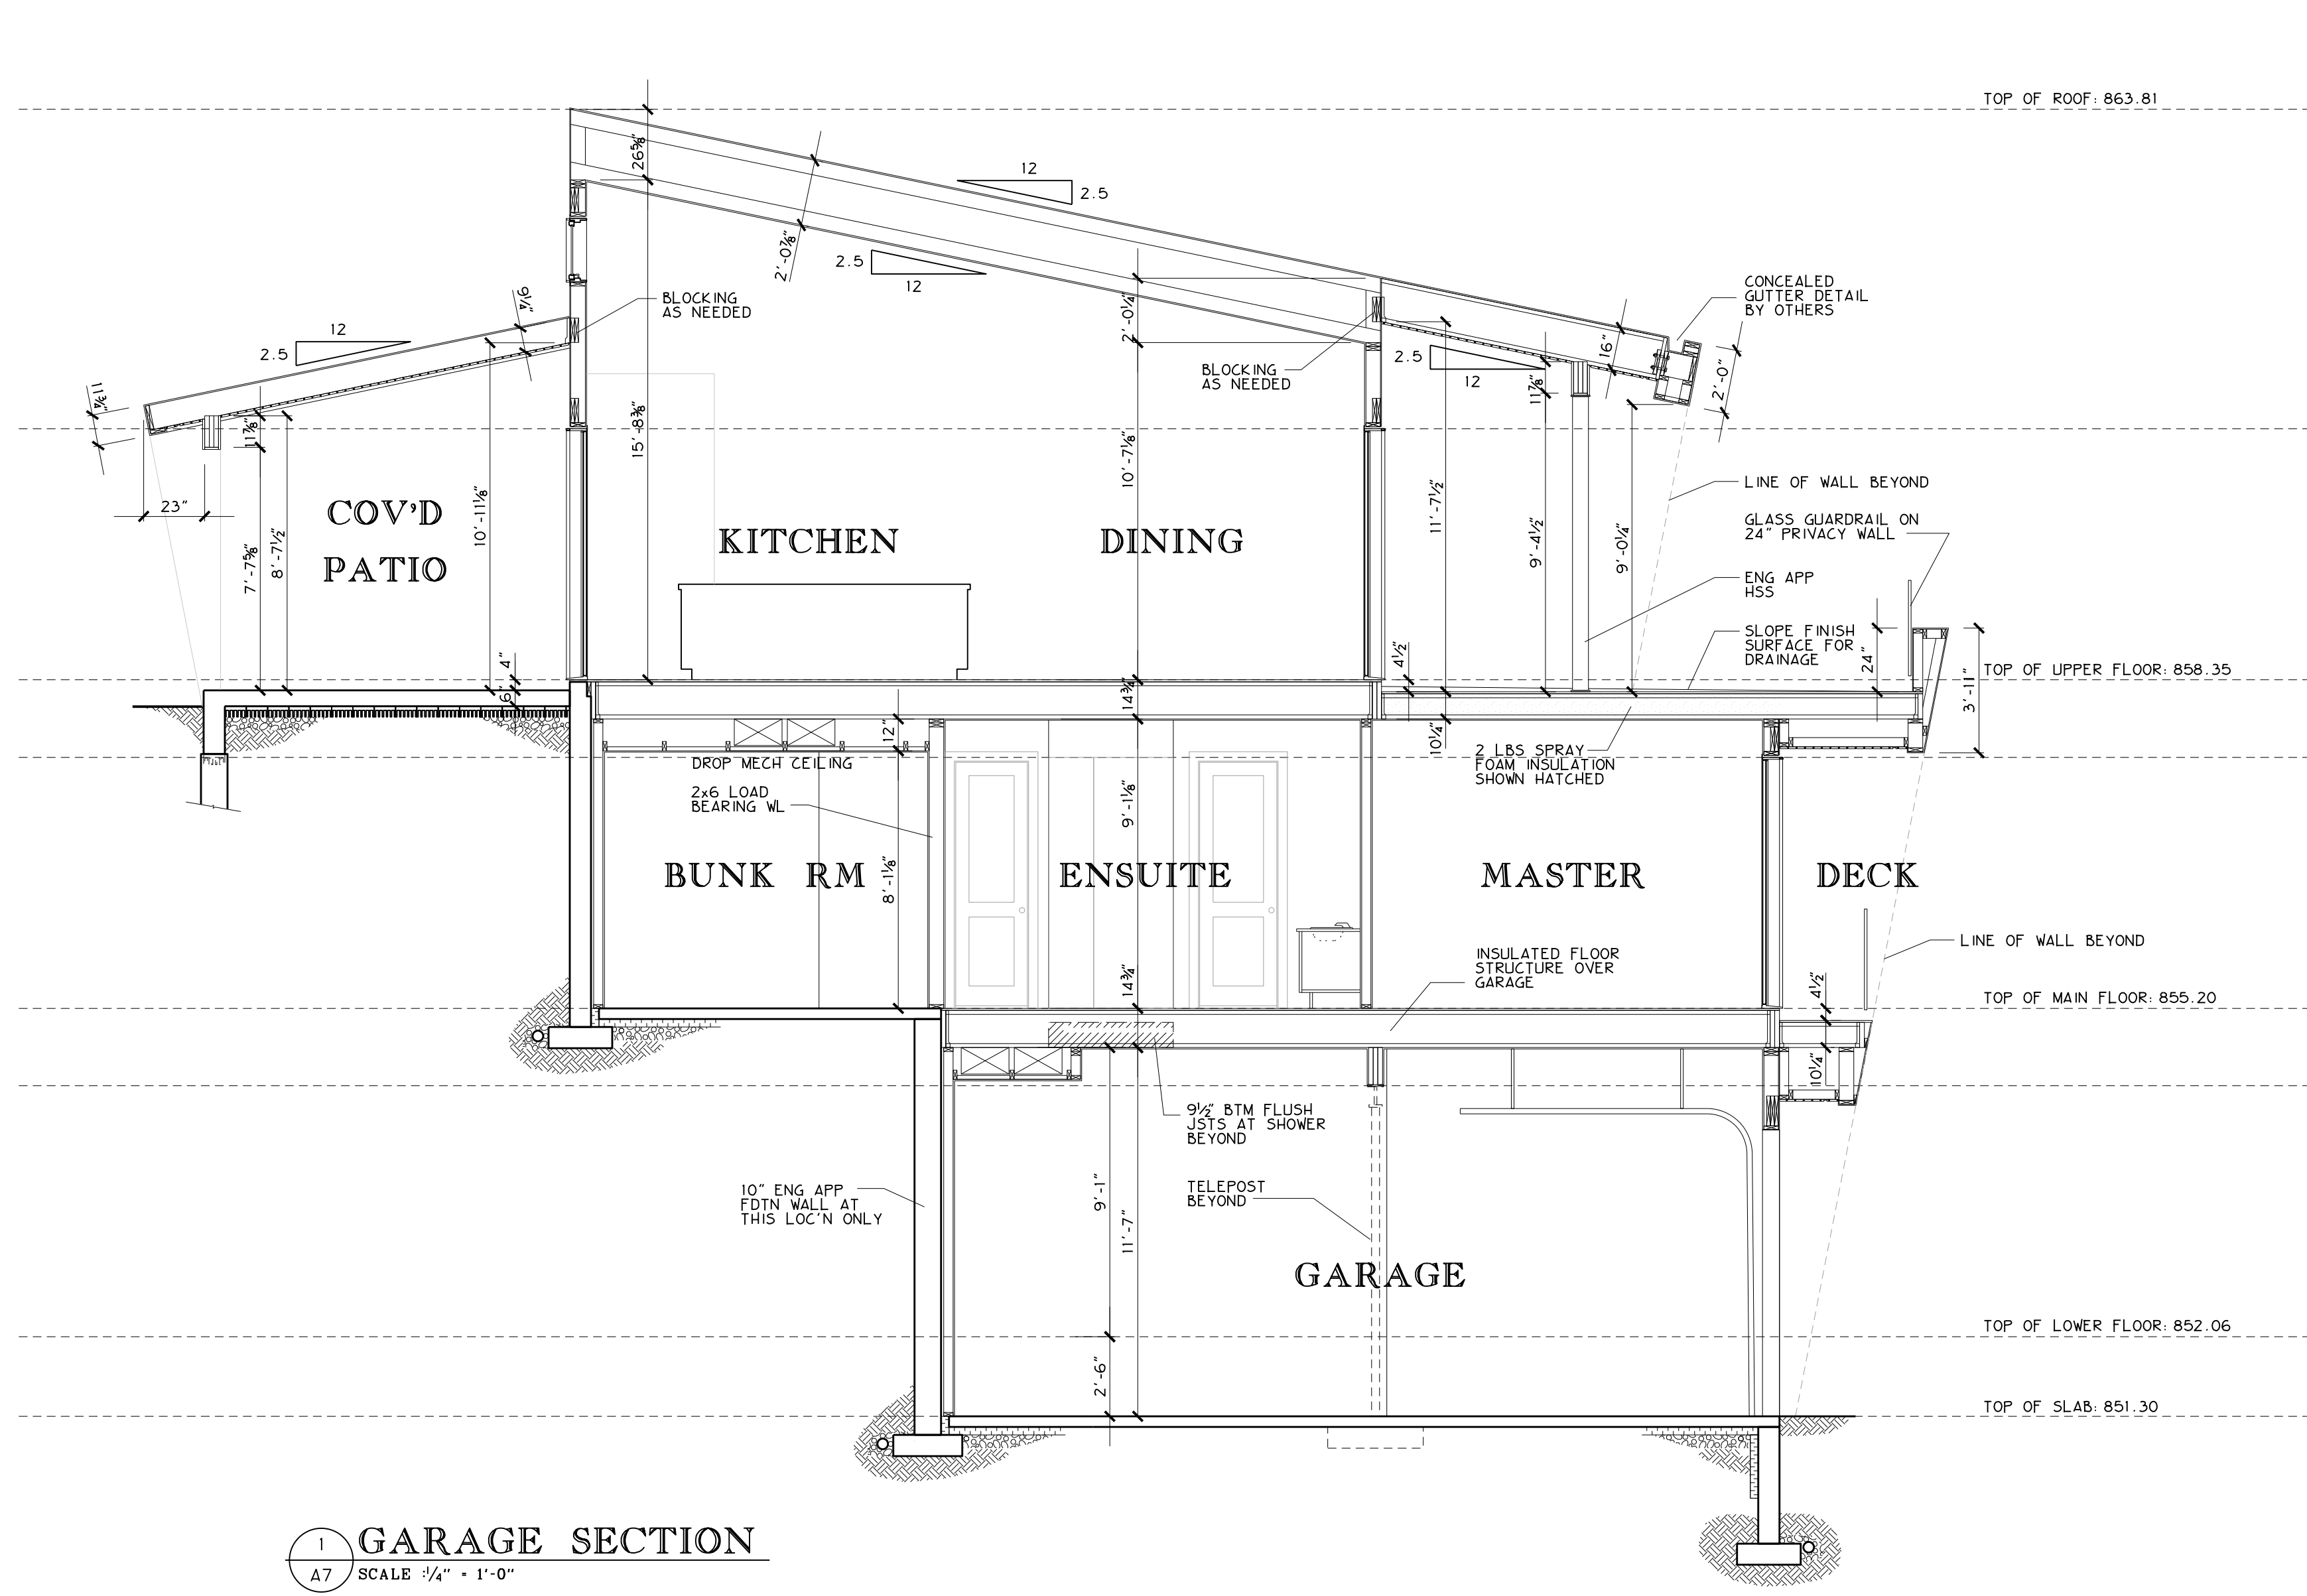 TOP OF ROOF: 863.81
26⅝"
12
2.5
2'-0⅞"
2.5
12
CONCEALED
GUTTER DETAIL
BY OTHERS
9¼"
BLOCKING
AS NEEDED
12
2.5
2'-0¼"
16"
2.5
12
BLOCKING
AS NEEDED
2'-0"
11¾"
11⅞"
11⅞"
15'-8⅜"
10'-7⅛"
LINE OF WALL BEYOND
23"
COV'D
PATIO
10'-11⅛"
11'-7½"
GLASS GUARDRAIL ON
24" PRIVACY WALL
KITCHEN
DINING
7'-7⅝"
8'-7½"
9'-4½"
9'-0¼"
ENG APP
HSS
SLOPE FINISH
SURFACE FOR
DRAINAGE
4"
4½"
24"
TOP OF UPPER FLOOR: 858.35
6"
14¾"
3'-11"
12"
10¼"
DROP MECH CEILING
2 LBS SPRAY
FOAM INSULATION
SHOWN HATCHED
2x6 LOAD
BEARING WL
9'-1⅛"
BUNK RM
8'-1⅛"
ENSUITE
MASTER
DECK
LINE OF WALL BEYOND
INSULATED FLOOR
STRUCTURE OVER
GARAGE
14¾"
4½"
TOP OF MAIN FLOOR: 855.20
10¼"
9½" BTM FLUSH
JSTS AT SHOWER
BEYOND
10" ENG APP
FDTN WALL AT
THIS LOC'N ONLY
9'-1"
11'-7"
TELEPOST
BEYOND
GARAGE
TOP OF LOWER FLOOR: 852.06
2'-6"
TOP OF SLAB: 851.30
1
A7
GARAGE SECTION
SCALE :¼" = 1'-0"